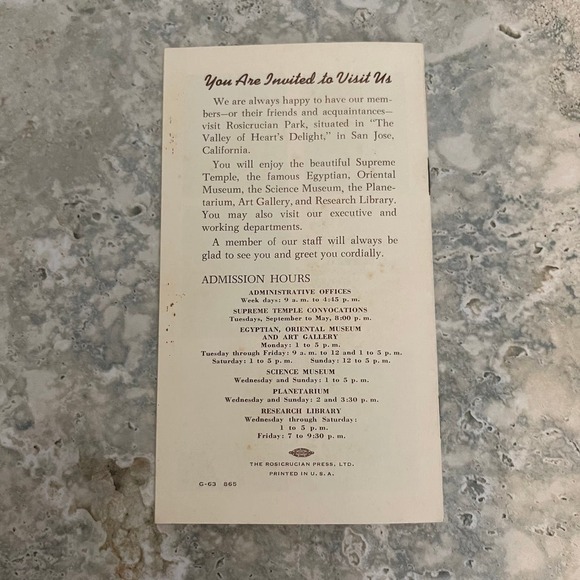 You Are Invited to Visit Us
We are always happy to have our mem-
bers—or their friends and acquaintances—
visit Rosicrucian Park, situated in "The
Valley of Heart's Delight," in San Jose,
California.
You will enjoy the beautiful Supreme
Temple, the famous Egyptian, Oriental
Museum, the Science Museum, the Plane-
tarium, Art Gallery, and Research Library.
You may also visit our executive and
working departments.
A member of our staff will always be
glad to see you and greet you cordially.
ADMISSION HOURS
ADMINISTRATIVE OFFICES
Week days: 9 a. m. to 4:45 p. m.
SUPREME TEMPLE CONVOCATIONS
Tuesdays, September to May, 8:00 p. m.
EGYPTIAN, ORIENTAL MUSEUM
AND ART GALLERY
Monday: 1 to 5 p. m.
Tuesday through Friday: 9 a. m. to 12 and 1 to 5 p. m.
Saturday: 1 to 5 p. m. Sunday: 12 to 5 p. m.
SCIENCE MUSEUM
Wednesday and Sunday: 1 to 5 p. m.
PLANETARIUM
Wednesday and Sunday: 2 and 3:30 p. m.
RESEARCH LIBRARY
Wednesday through Saturday:
1 to 5 p. m.
Friday: 7 to 9:30 p. m.
THE ROSICRUCIAN PRESS, LTD.
PRINTED IN U. S. A.
G-63 865